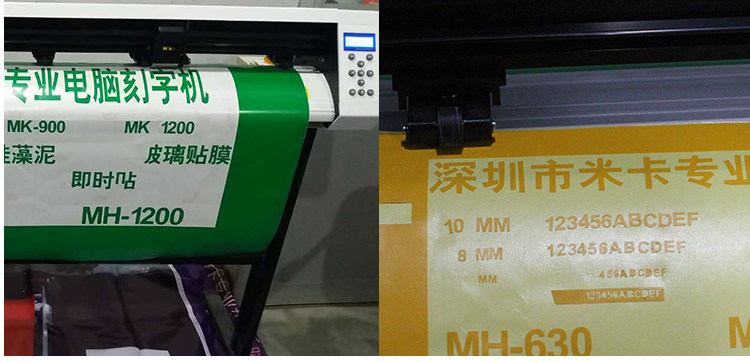 专业电脑刻字机
MK-900 MK 1200
硅藻泥 玻璃贴膜
即时贴
MH-1200
深圳市米卡专业
10 MM 123456ABCDEF
8 MM 123456ABCDEF
MM 456ABCDEF
123456ABCDEF
MH-630